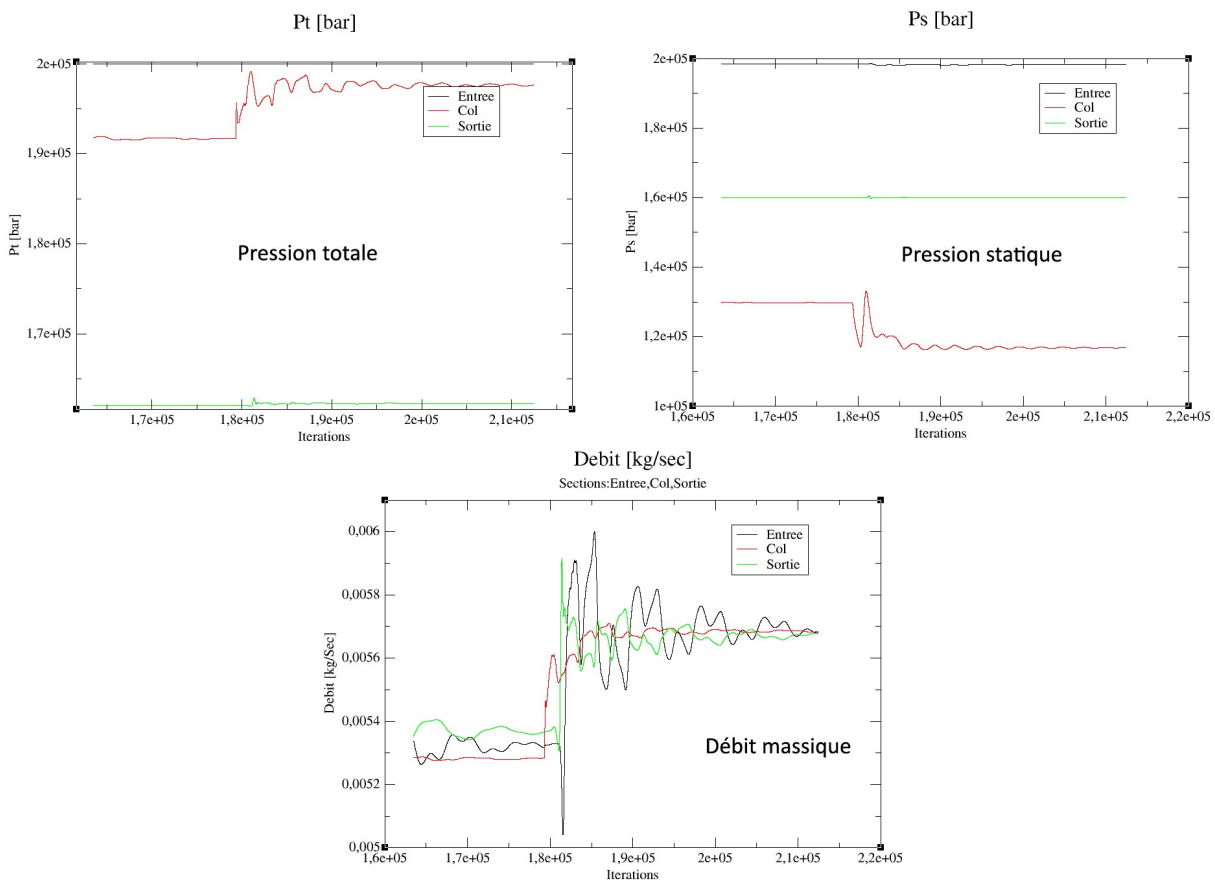 Pt [bar]
2e+05
1,9e+05
1,8e+05
1,7e+05
Pt [bar]
Entree
Col
Sortie
Pression totale
1,7e+05 1,8e+05 1,9e+05 2e+05 2,1e+05
Iterations
Ps [bar]
2e+05
1,8e+05
1,6e+05
1,4e+05
1,2e+05
1e+05
Ps [bar]
Entree
Col
Sortie
Pression statique
1,6e+05 1,7e+05 1,8e+05 1,9e+05 2e+05 2,1e+05 2,2e+05
Iterations
Debit [kg/sec]
Sections:Entree,Col,Sortie
0,006
0,0058
0,0056
0,0054
0,0052
0,005
Debit [kg/Sec]
Entree
Col
Sortie
Débit massique
1,6e+05 1,7e+05 1,8e+05 1,9e+05 2e+05 2,1e+05 2,2e+05
Iterations